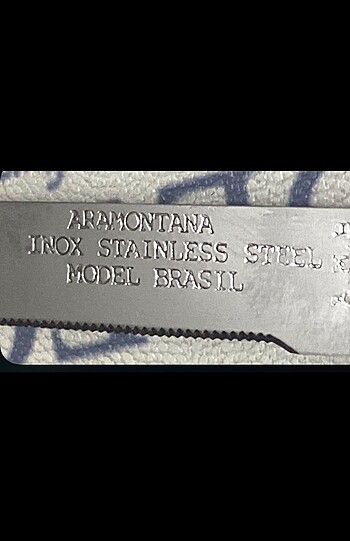 ARAMONTANA
INOX STAINLESS STEEL
MODEL BRASIL